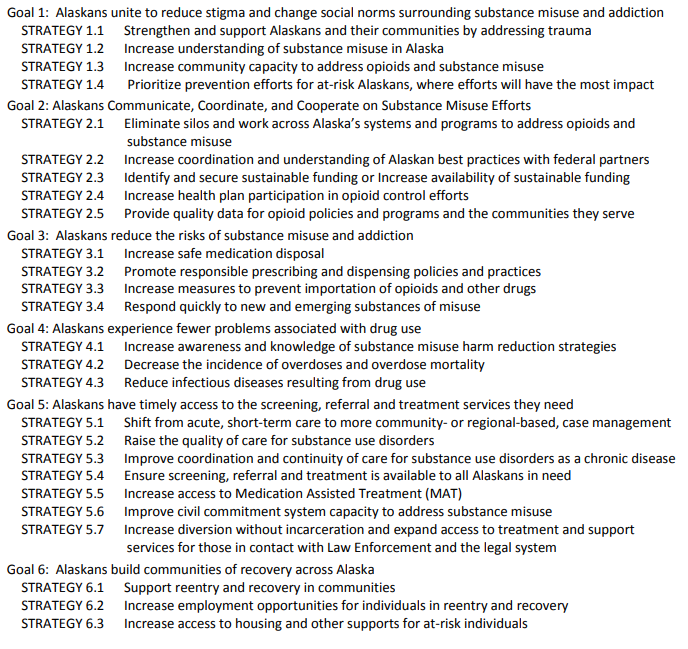 Goal 1: Alaskans unite to reduce stigma and change social norms surrounding substance misuse and addiction
STRATEGY 1.1 Strengthen and support Alaskans and their communities by addressing trauma
STRATEGY 1.2 Increase understanding of substance misuse in Alaska
STRATEGY 1.3 Increase community capacity to address opioids and substance misuse
STRATEGY 1.4 Prioritize prevention efforts for at-risk Alaskans, where efforts will have the most impact
Goal 2: Alaskans Communicate, Coordinate, and Cooperate on Substance Misuse Efforts
STRATEGY 2.1 Eliminate silos and work across Alaska's systems and programs to address opioids and
substance misuse
STRATEGY 2.2 Increase coordination and understanding of Alaskan best practices with federal partners
STRATEGY 2.3 Identify and secure sustainable funding or Increase availability of sustainable funding
STRATEGY 2.4 Increase health plan participation in opioid control efforts
STRATEGY 2.5 Provide quality data for opioid policies and programs and the communities they serve
Goal 3: Alaskans reduce the risks of substance misuse and addiction
STRATEGY 3.1 Increase safe medication disposal
STRATEGY 3.2 Promote responsible prescribing and dispensing policies and practices
STRATEGY 3.3 Increase measures to prevent importation of opioids and other drugs
STRATEGY 3.4 Respond quickly to new and emerging substances of misuse
Goal 4: Alaskans experience fewer problems associated with drug use
STRATEGY 4.1 Increase awareness and knowledge of substance misuse harm reduction strategies
STRATEGY 4.2 Decrease the incidence of overdoses and overdose mortality
STRATEGY 4.3 Reduce infectious diseases resulting from drug use
Goal 5: Alaskans have timely access to the screening, referral and treatment services they need
STRATEGY 5.1 Shift from acute, short-term care to more community- or regional-based, case management
STRATEGY 5.2 Raise the quality of care for substance use disorders
STRATEGY 5.3 Improve coordination and continuity of care for substance use disorders as a chronic disease
STRATEGY 5.4 Ensure screening, referral and treatment is available to all Alaskans in need
STRATEGY 5.5 Increase access to Medication Assisted Treatment (MAT)
STRATEGY 5.6 Improve civil commitment system capacity to address substance misuse
STRATEGY 5.7 Increase diversion without incarceration and expand access to treatment and support
services for those in contact with Law Enforcement and the legal system
Goal 6: Alaskans build communities of recovery across Alaska
STRATEGY 6.1 Support reentry and recovery in communities
STRATEGY 6.2 Increase employment opportunities for individuals in reentry and recovery
STRATEGY 6.3 Increase access to housing and other supports for at-risk individuals